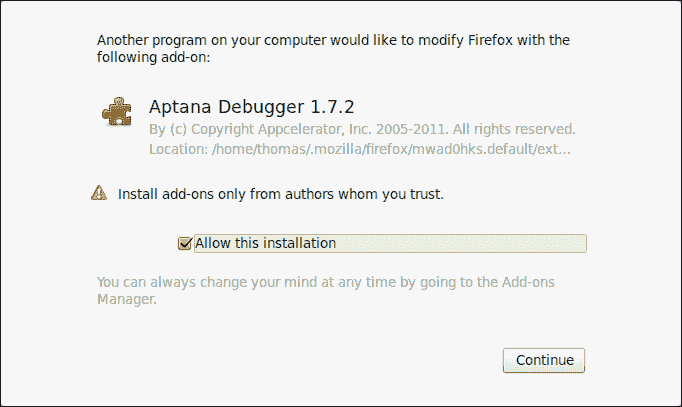 Another program on your computer would like to modify Firefox with the
following add-on:
Aptana Debugger 1.7.2
By (c) Copyright Appcelerator, Inc. 2005-2011. All rights reserved.
Location: /home/thomas/.mozilla/firefox/mwad0hks.default/ext...
Install add-ons only from authors whom you trust.
Allow this installation
You can always change your mind at any time by going to the Add-ons
Manager.
Continue